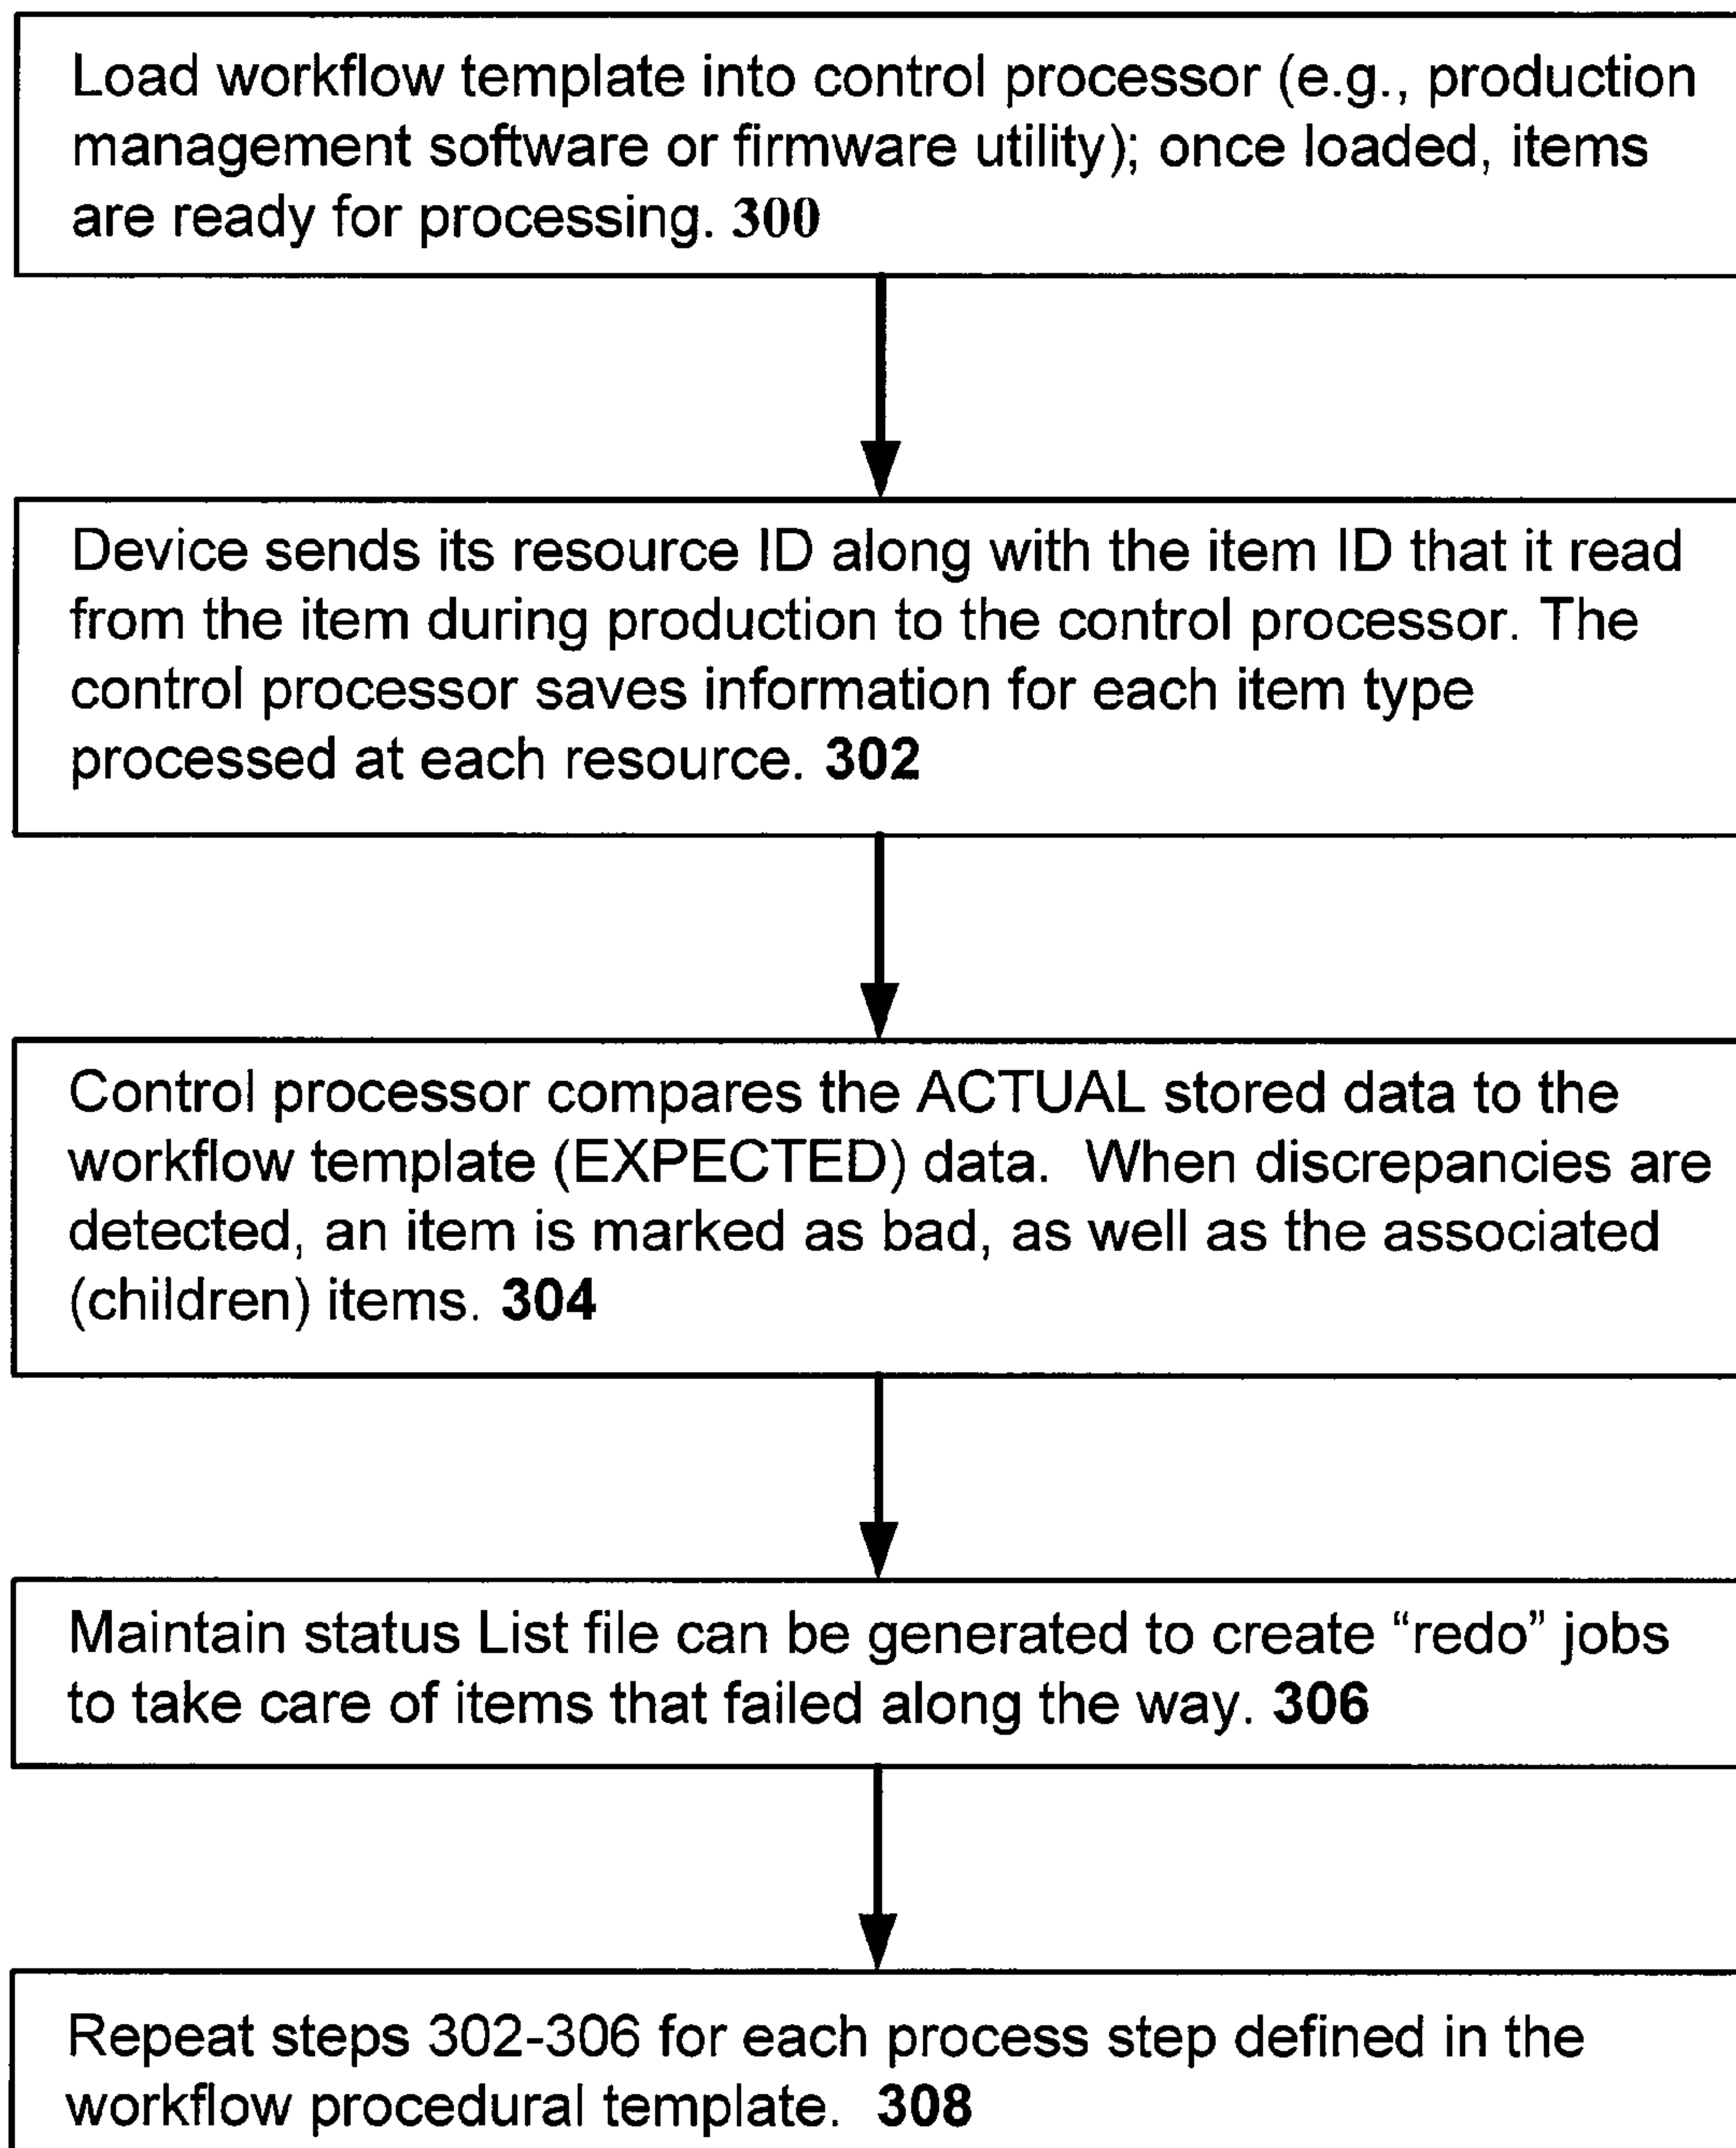 Load workflow template into control processor (e.g., production
management software or firmware utility); once loaded, items
are ready for processing. 300
Device sends its resource ID along with the item ID that it read
from the item during production to the control processor. The
control processor saves information for each item type
processed at each resource. 302
Control processor compares the ACTUAL stored data to the
workflow template (EXPECTED) data.  When discrepancies are
detected, an item is marked as bad, as well as the associated
(children) items. 304
Maintain status List file can be generated to create “redo” jobs
to take care of items that failed along the way. 306
Repeat steps 302-306 for each process step defined in the
workflow procedural template.  308